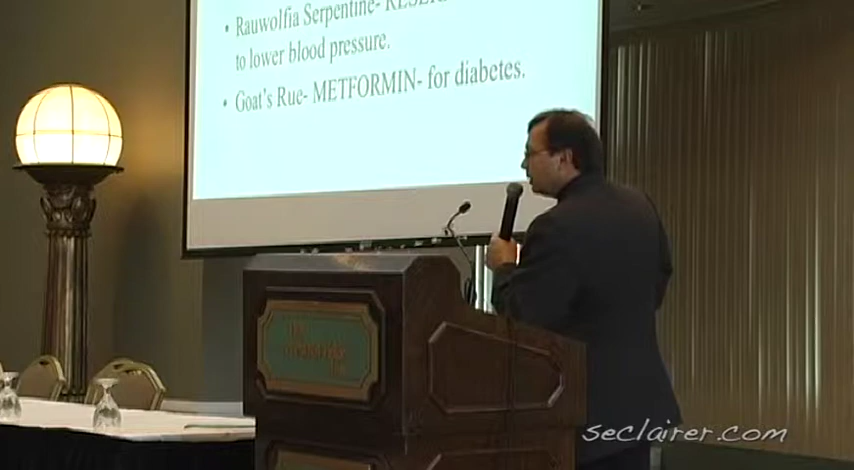 • Rauwolfia Serpentine-
to lower blood pressure.
• Goat's Rue- METFORMIN- for diabetes.
seclairer.com